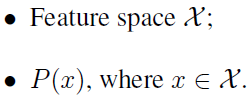 • Feature space 𝒳;
• P(x), where x ∈ 𝒳.